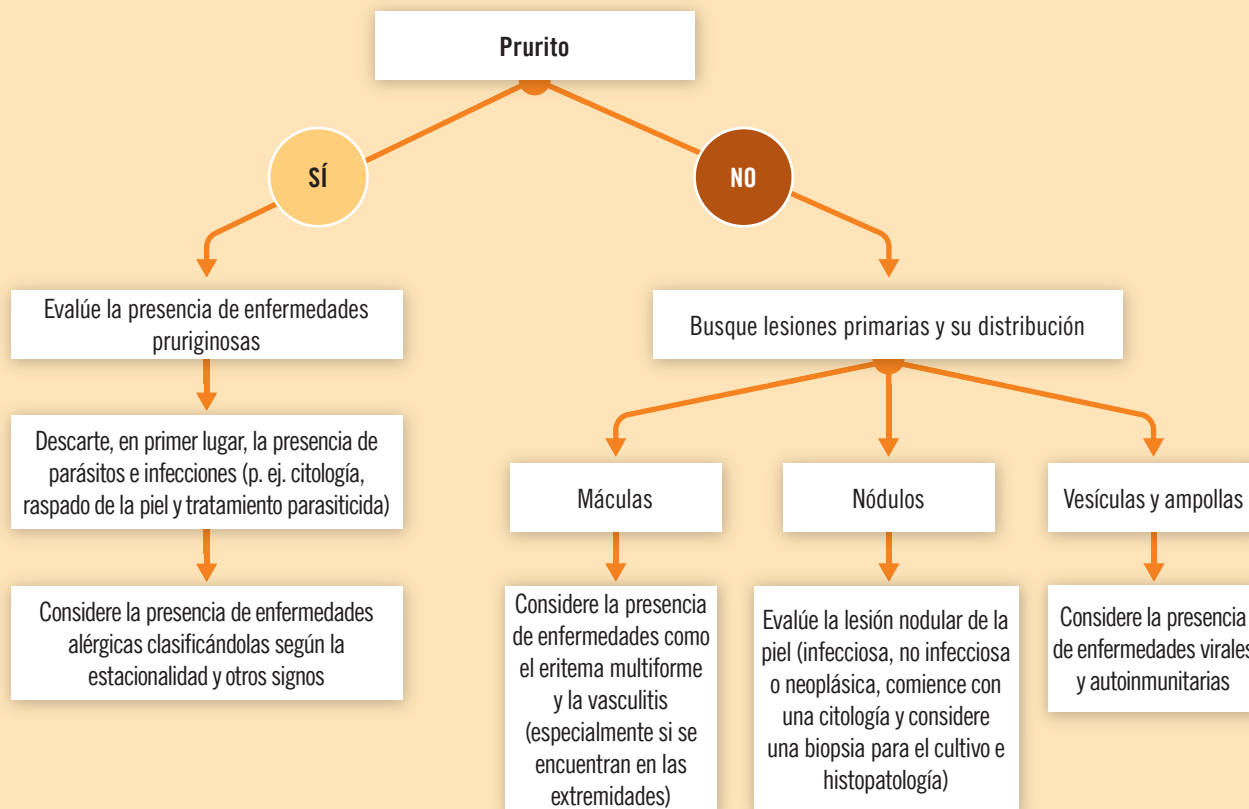 Prurito
SÍ
NO
Evalúe la presencia de enfermedades
pruriginosas
Descarte, en primer lugar, la presencia de
parásitos e infecciones (p. ej. citología,
raspado de la piel y tratamiento parasiticida)
Considere la presencia de enfermedades
alérgicas clasificándolas según la
estacionalidad y otros signos
Busque lesiones primarias y su distribución
Máculas
Considere la presencia
de enfermedades como
el eritema multiforme
y la vasculitis
(especialmente si se
encuentran en las
extremidades)
Nódulos
Evalúe la lesión nodular de la
piel (infecciosa, no infecciosa
o neoplásica, comience con
una citología y considere
una biopsia para el cultivo e
histopatología)
Vesículas y ampollas
Considere la presencia
de enfermedades virales
y autoinmunitarias